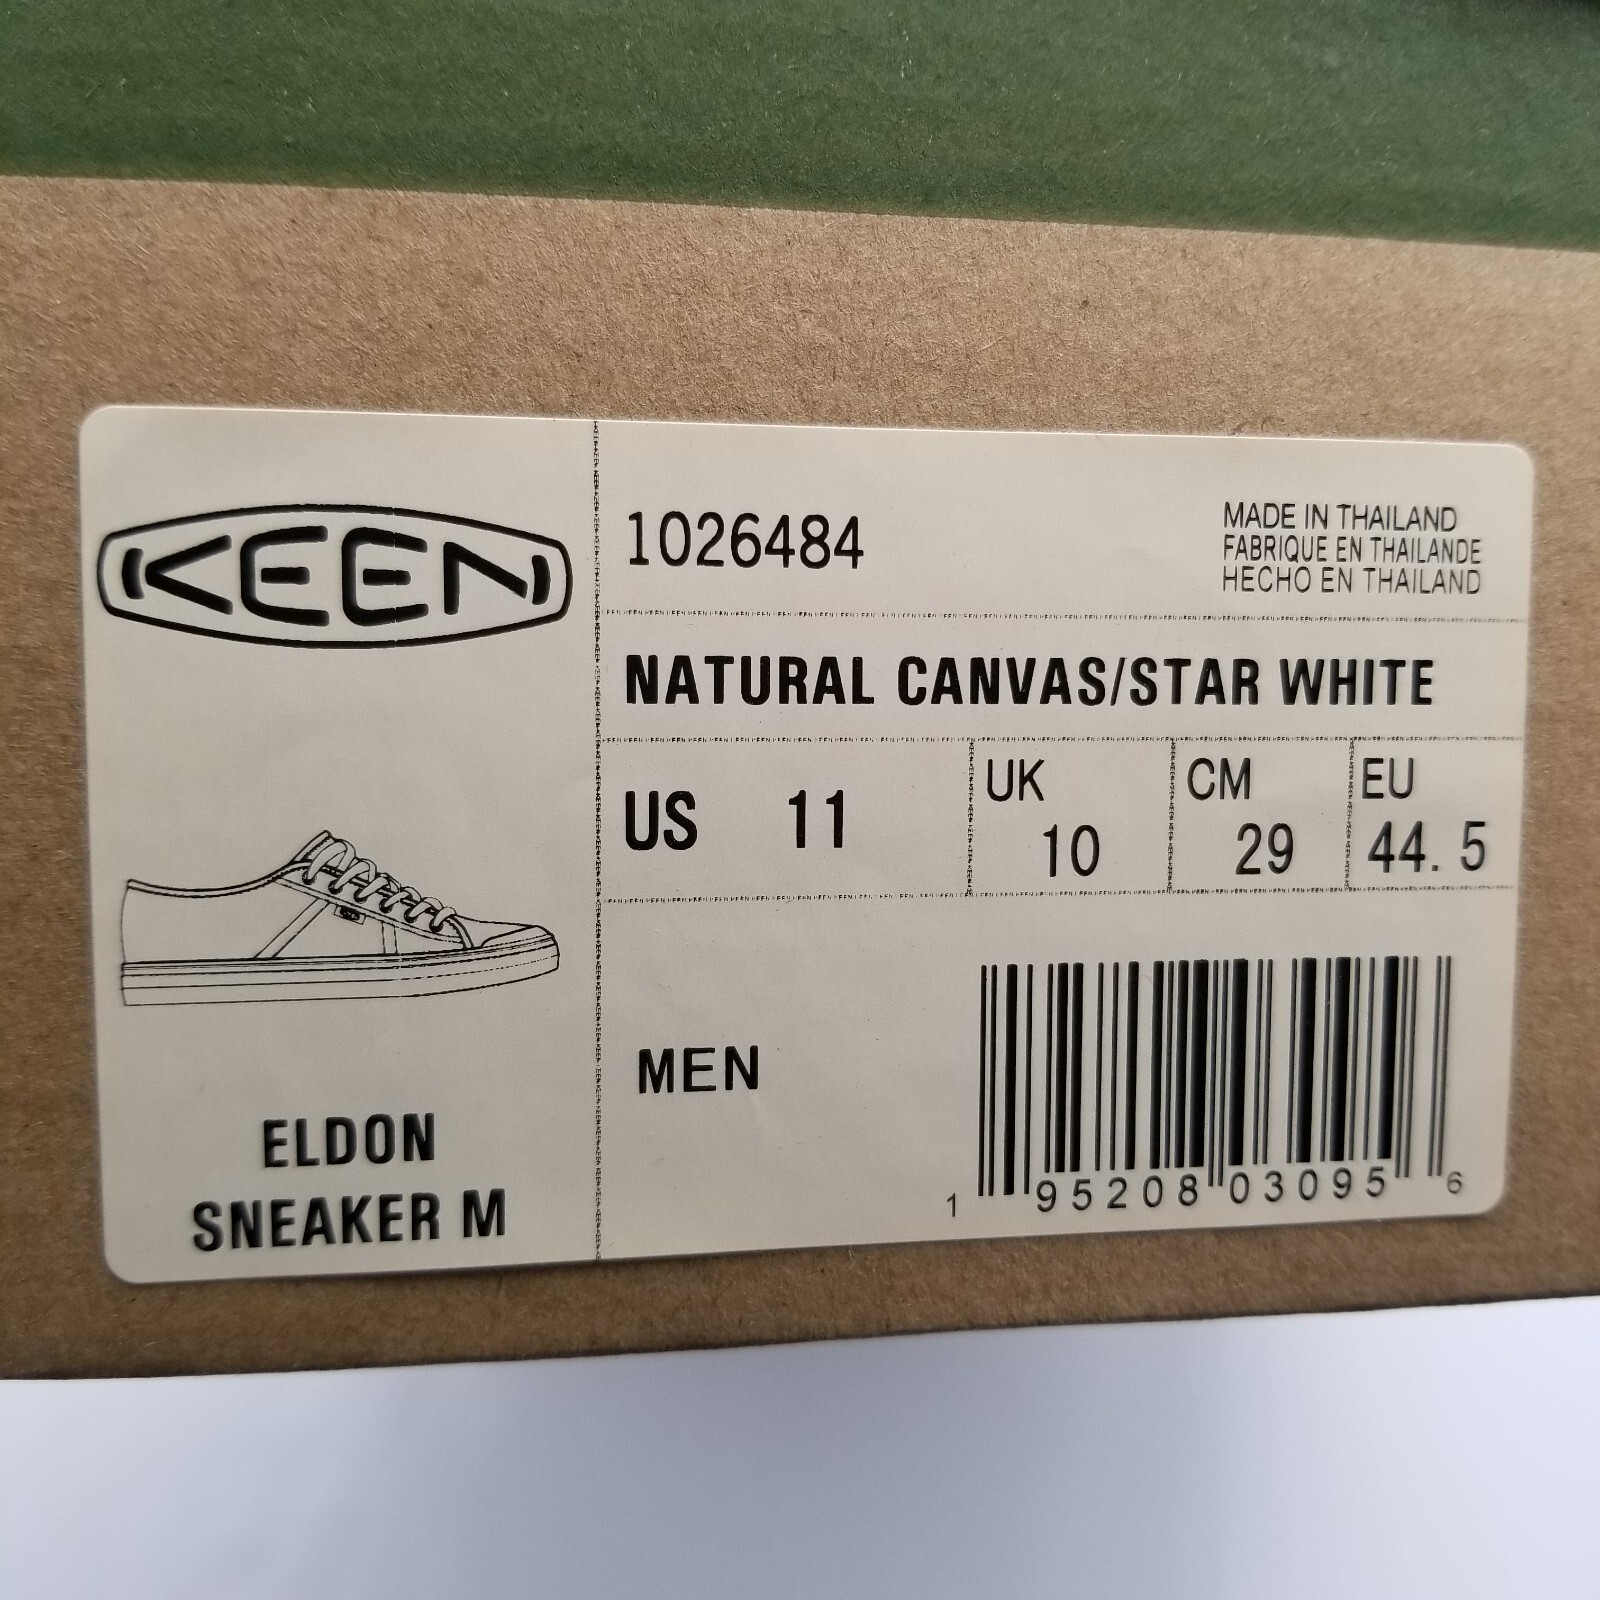 KEEN
ELDON
SNEAKER M
1026484
MADE IN THAILAND
FABRIQUE EN THAILANDE
HECHO EN THAILAND
NATURAL CANVAS/STAR WHITE
US 11
UK
10
CM
29
EU
44.5
MEN
1 95208 03095 6